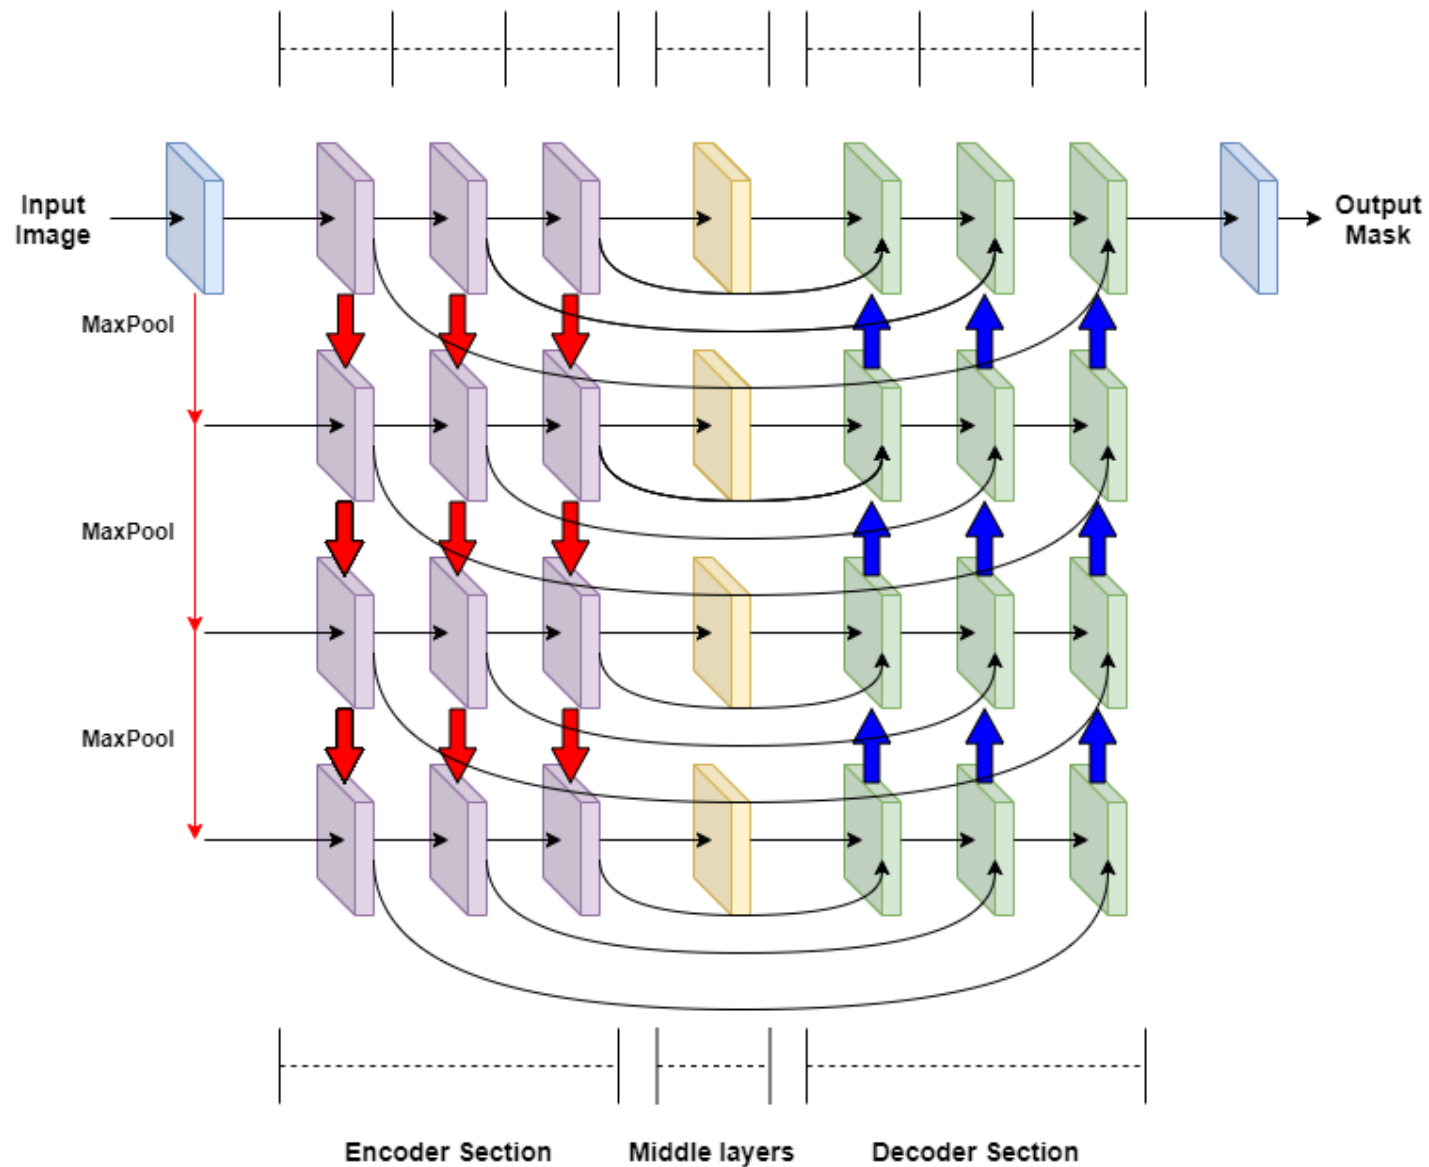 Input
Image
Output
Mask
MaxPool
MaxPool
MaxPool
Encoder Section
Middle layers
Decoder Section